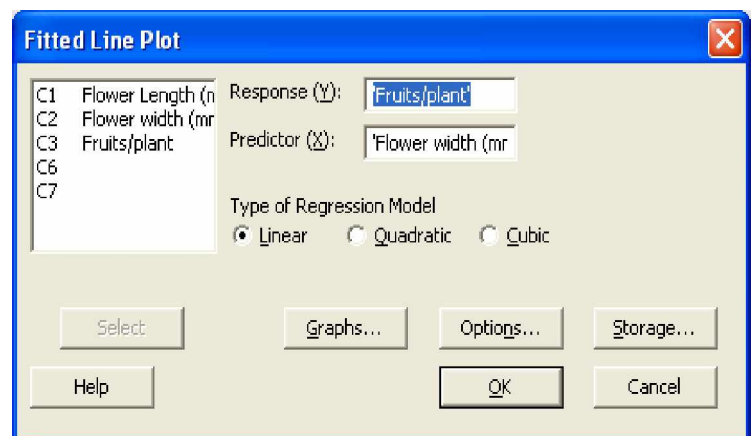 Fitted Line Plot
C1 Flower Length (n
C2 Flower width (mr
C3 Fruits/plant
C6
C7
Response (Y): 'Fruits/plant'
Predictor (X): 'Flower width (mr
Type of Regression Model
Linear Quadratic Cubic
Select Graphs... Options... Storage...
Help OK Cancel